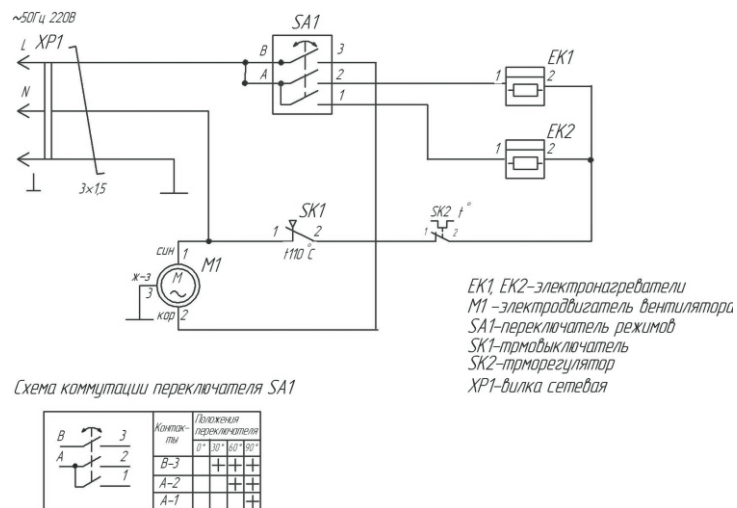 ~50Гц 220В
L XP1
N
3×1,5
SA1
B 3
A 2
1
EK1
1 2
EK2
1 2
SK1
1 2
t110°C
SK2 t°
1 2
син 1
ж-з
3
M
M1
кор 2
EK1, EK2-электронагреватели
M1 -электродвигатель вентилятора
SA1-переключатель режимов
SK1-трмовыключатель
SK2-трморегулятор
XP1-вилка сетевая
Схема коммутации переключателя SA1
B 3
A 2
1
Контак-
ты
Положения
переключателя
0° 30° 60° 90°
B-3 + + +
A-2 + +
A-1 +